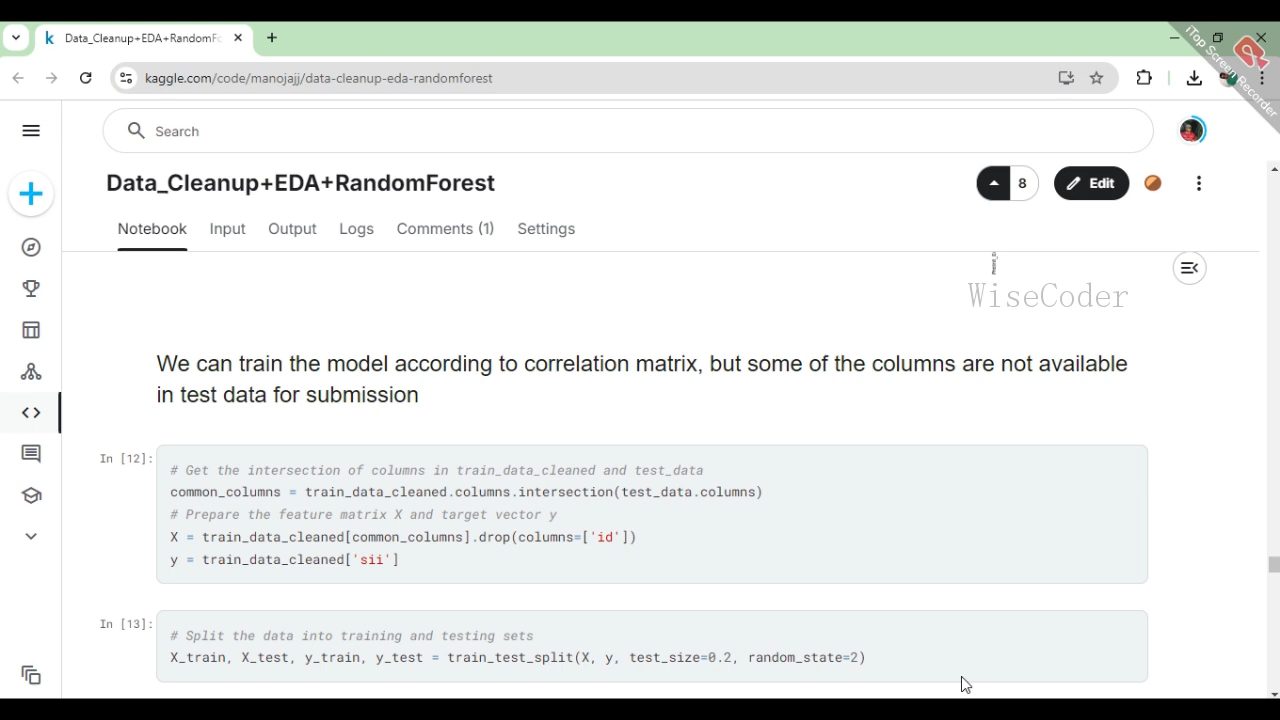 Data_Cleanup+EDA+RandomFo
iTop Screen Recorder
kaggle.com/code/manojajj/data-cleanup-eda-randomforest
Search
Data_Cleanup+EDA+RandomForest
8
Edit
Notebook Input Output Logs Comments (1) Settings
WiseCoder
We can train the model according to correlation matrix, but some of the columns are not available
in test data for submission
In [12]:
# Get the intersection of columns in train_data_cleaned and test_data
common_columns = train_data_cleaned.columns.intersection(test_data.columns)
# Prepare the feature matrix X and target vector y
X = train_data_cleaned[common_columns].drop(columns=['id'])
y = train_data_cleaned['sii']
In [13]:
# Split the data into training and testing sets
X_train, X_test, y_train, y_test = train_test_split(X, y, test_size=0.2, random_state=2)